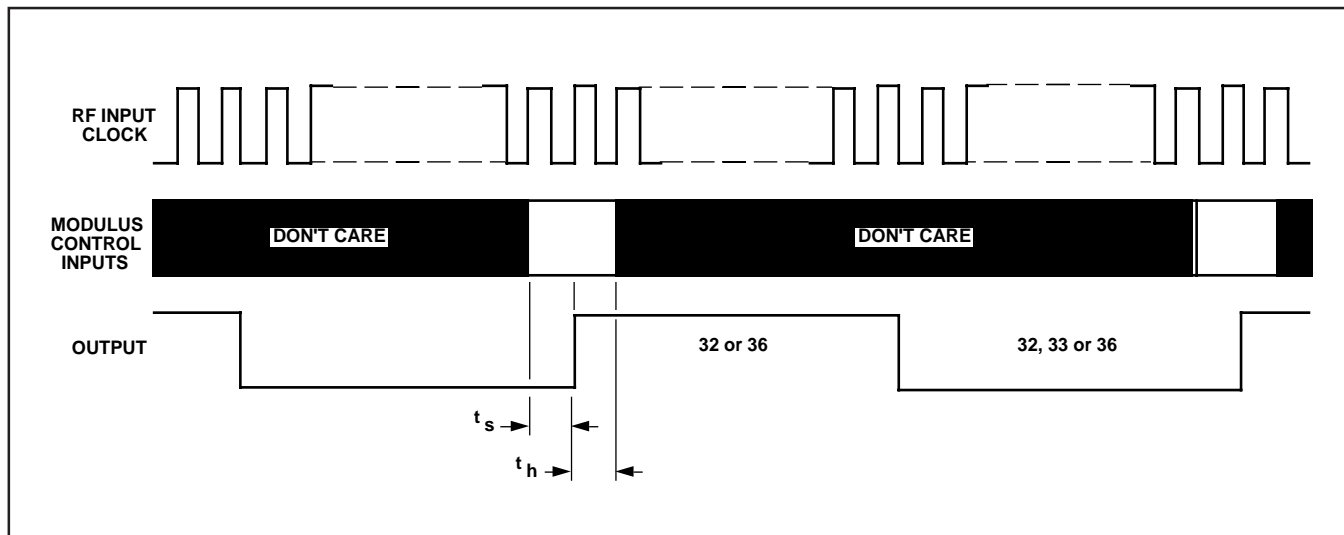 RF INPUT
CLOCK
MODULUS
CONTROL
INPUTS
DON'T CARE
DON'T CARE
OUTPUT
32 or 36
32, 33 or 36
t s
t h